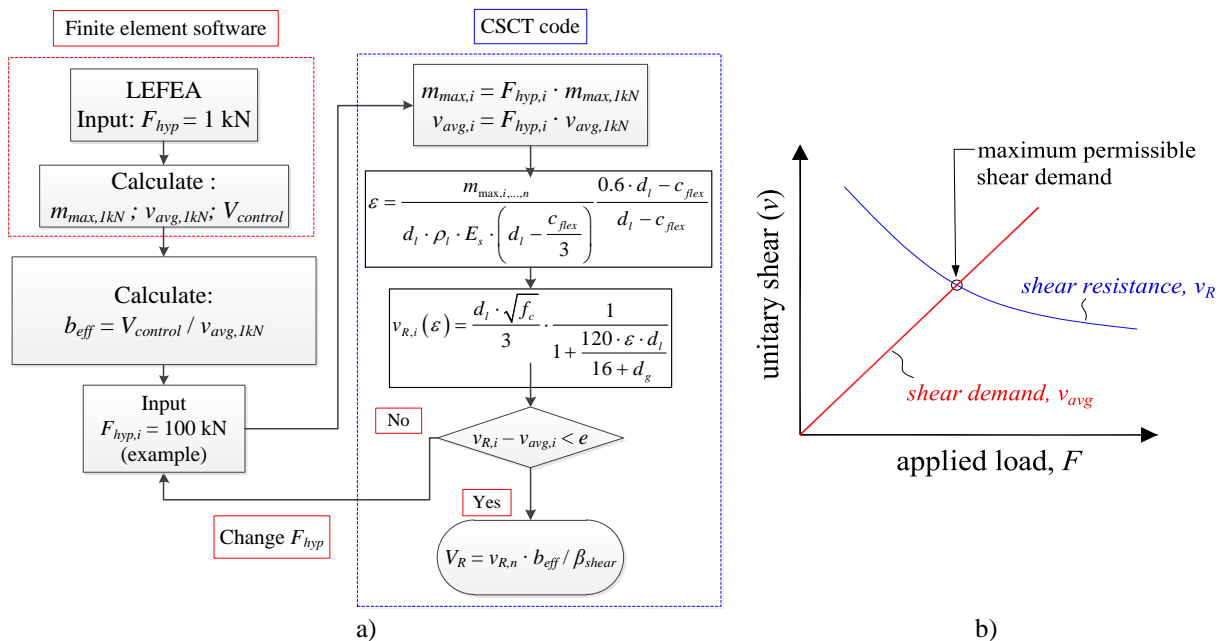 Finite element software
LEFEA
Input: F_hyp = 1 kN
Calculate :
m_max,1kN ; v_avg,1kN; V_control
Calculate:
b_eff = V_control / v_avg,1kN
Input
F_hyp,i = 100 kN
(example)
Change F_hyp
CSCT code
m_max,i = F_hyp,i · m_max,1kN
v_avg,i = F_hyp,i · v_avg,1kN
ε = m_max,i,...,n / (d_l · ρ_l · E_s · (d_l − c_flex / 3)) · (0.6 · d_l − c_flex) / (d_l − c_flex)
v_R,i (ε) = (d_l · √f_c) / 3 · 1 / (1 + (120 · ε · d_l) / (16 + d_g))
No
v_R,i − v_avg,i < e
Yes
V_R = v_R,n · b_eff / β_shear
a)
unitary shear (v)
maximum permissible
shear demand
shear resistance, v_R
shear demand, v_avg
applied load, F
b)